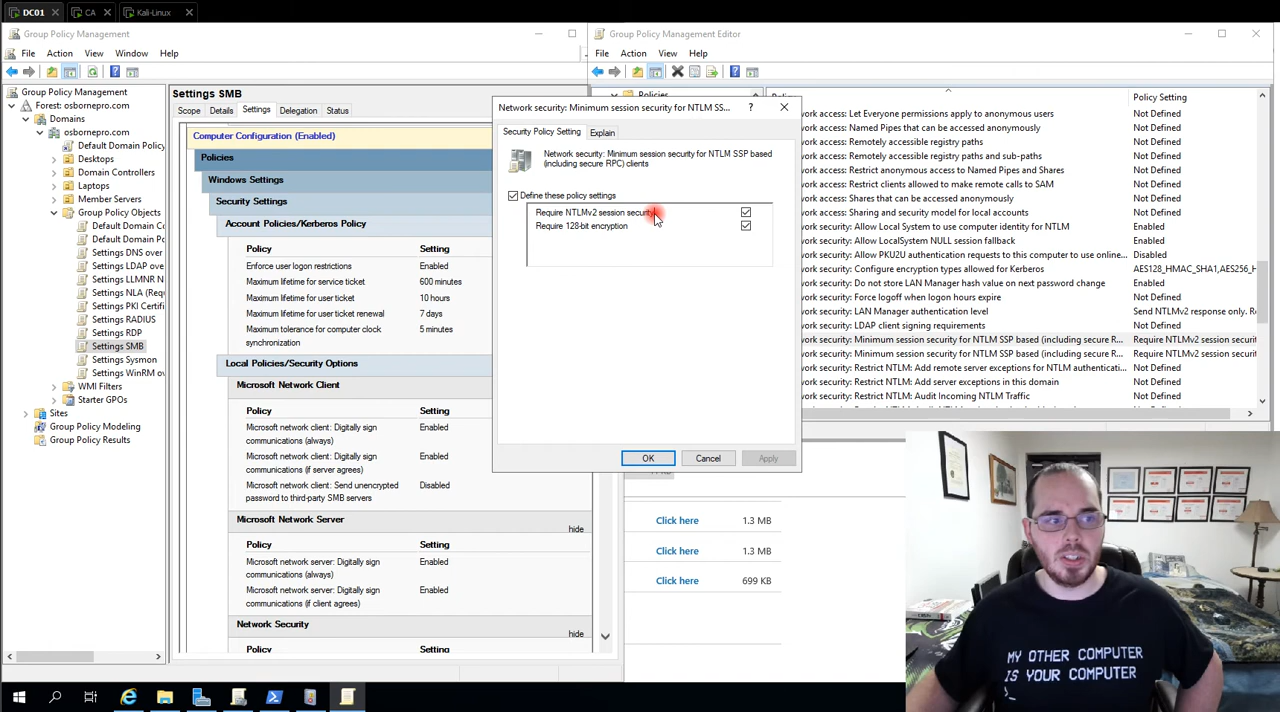 DC01
CA
Kali-Linux
Group Policy Management
File Action View Window Help
Group Policy Management
Forest: osbornepro.com
Domains
osbornepro.com
Default Domain Policy
Desktops
Domain Controllers
Laptops
Member Servers
Group Policy Objects
Default Domain
Default Domain
Settings DNS over
Settings LDAP over
Settings LLMNR
Settings NLA (Req
Settings PKI Certifi
Settings RADIUS
Settings RDP
Settings SMB
Settings Sysmon
Settings WinRM ov
WMI Filters
Starter GPOs
Sites
Group Policy Modeling
Group Policy Results
Settings SMB
Scope Details Settings Delegation Status
Computer Configuration (Enabled)
Policies
Windows Settings
Security Settings
Account Policies/Kerberos Policy
Policy Setting
Enforce user logon restrictions Enabled
Maximum lifetime for service ticket 600 minutes
Maximum lifetime for user ticket 10 hours
Maximum lifetime for user ticket renewal 7 days
Maximum tolerance for computer clock 5 minutes
synchronization
Local Policies/Security Options
Microsoft Network Client
Policy Setting
Microsoft network client: Digitally sign Enabled
communications (always)
Microsoft network client: Digitally sign Enabled
communications (if server agrees)
Microsoft network client: Send unencrypted Disabled
password to third-party SMB servers
Microsoft Network Server
hide
Policy Setting
Microsoft network server: Digitally sign Enabled
communications (always)
Microsoft network server: Digitally sign Enabled
communications (if client agrees)
Network Security
hide
Policy Setting
Network security: Minimum session security for NTLM SS...
Security Policy Setting Explain
Network security: Minimum session security for NTLM SSP based
(including secure RPC) clients
Define these policy settings
Require NTLMv2 session security
Require 128-bit encryption
OK Cancel Apply
Group Policy Management Editor
File Action View Help
Policies
Policy Setting
work access: Let Everyone permissions apply to anonymous users Not Defined
work access: Named Pipes that can be accessed anonymously Not Defined
work access: Remotely accessible registry paths Not Defined
work access: Remotely accessible registry paths and sub-paths Not Defined
work access: Restrict anonymous access to Named Pipes and Shares Not Defined
work access: Restrict clients allowed to make remote calls to SAM Not Defined
work access: Shares that can be accessed anonymously Not Defined
work access: Sharing and security model for local accounts Not Defined
work security: Allow Local System to use computer identity for NTLM Enabled
work security: Allow LocalSystem NULL session fallback Enabled
work security: Allow PKU2U authentication requests to this computer to use online... Disabled
work security: Configure encryption types allowed for Kerberos AES128_HMAC_SHA1,AES256_H
work security: Do not store LAN Manager hash value on next password change Enabled
work security: Force logoff when logon hours expire Not Defined
work security: LAN Manager authentication level Send NTLMv2 response only. Re
work security: LDAP client signing requirements Not Defined
work security: Minimum session security for NTLM SSP based (including secure R... Require NTLMv2 session securit
work security: Minimum session security for NTLM SSP based (including secure R... Require NTLMv2 session securit
work security: Restrict NTLM: Add remote server exceptions for NTLM authenticati... Not Defined
work security: Restrict NTLM: Add server exceptions in this domain Not Defined
work security: Restrict NTLM: Audit Incoming NTLM Traffic Not Defined
Click here 1.3 MB
Click here 1.3 MB
Click here 699 KB
MY OTHER COMPUTER
IS YOUR COMPUTER
>_